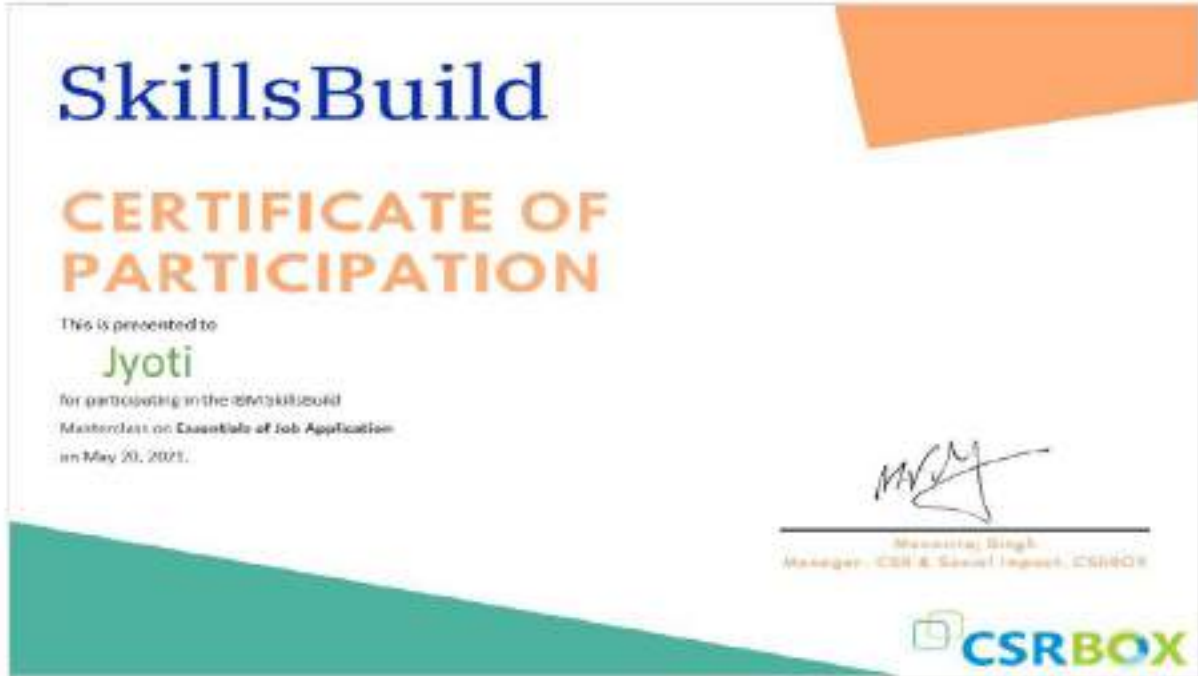 SkillsBuild
CERTIFICATE OF
PARTICIPATION
This is presented to
Jyoti
for participating in the IBM SkillsBuild
Masterclass on Essentials of Job Application
on May 20, 2021.
Singh
Manager, CSR & Social Impact, CSRBOX
CSRBOX